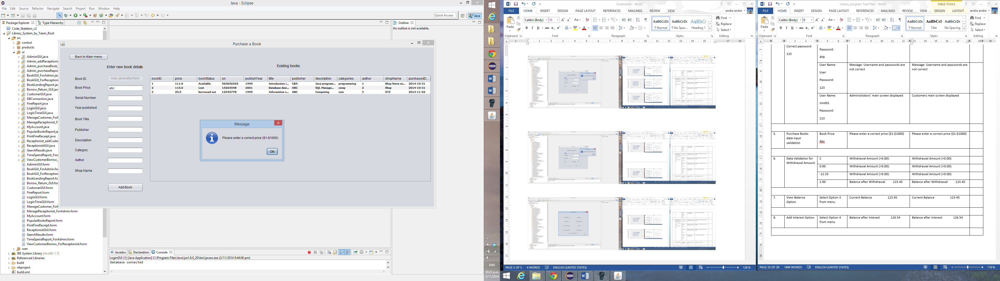 Java - Eclipse
File Edit Source Refactor Navigate Search Project Run Window Help
Quick Access
Java
Package Explorer
Type Hierarchy
Code_Skeleton_v2
Library_System_by_Team_Root
src
control
products
ui
AdiminGUI.java
Admin_addReceptionis
Admin_purchaseBook.
Admin_purchaseRepor
BookGUI_ForAdmin.jav
BookGUI_ForReception
BookLendingReport.jav
Borrow_Return_GUI.jav
CustomerGUI.java
DBConnection.java
FineReport.java
LoginGUI.java
LoginTimeGUI.java
ManageCustomer_ForF
ManageRecepitonist_F
MyAccount.java
PopularBooksReport.ja
PrintFineReceipt.java
Receptionist_addCusto
ReceptionistGUI.java
SearchResults.java
TimeSpendReport_ForA
ViewCustomerBorrow_
AdiminGUI.form
BookGUI_ForAdmin.for
BookGUI_ForReception
BookLendingReport.fo
Borrow_Return_GUI.for
CustomerGUI.form
FineReport.form
LoginGUI.form
LoginTimeGUI.form
ManageCustomer_ForF
ManageRecepitonist_ForAdmin.form
MyAccount.form
PopularBooksReport.form
PrintFineReceipt.form
ReceptionistGUI.form
SearchResults.form
TimeSpendReport_ForAdmin.form
ViewCustomerBorrow_ForReceptionist.form
user
JRE System Library [JavaSE-1.7]
Referenced Libraries
build
nbproject
build.xml
Outline
An outline is not available.
Purchase a Book
Back to Main menu
Enter new book details
Existing books
Book ID Auto generated field
Book Price abc
Serial Number
Year published
Book Title
Publisher
Description
Category
Author
Shop Name
Add Book
bookID price bookStatus sn publishYear title publisher description categories author shopName purchasedD...
1 111.0 Available 565656565 1999 Introduction i... CBA Java program... programming 1 Shop Store on... 2014-10-31
2 115.0 Lost 15264548 2001 Database desi... ABC SQL Manage... comp 2 Shop 2014-10-31
3 25.5 borrowed out 12545778 1999 Inforamtion s... ABC Computing com 3 XYZ 2014-11-02
Message
Please enter a correct price ($1-$1000)
OK
Javadoc Declaration Console
LoginGUI (1) [Java Application] C:\Program Files\Java\jre1.8.0_20\bin\javaw.exe (2/11/2014 9:44:06 pm)
Database connected
ENG
10:22 p.m.
2/11/2014
Sceenshots - Word
FILE HOME INSERT DESIGN PAGE LAYOUT REFERENCES MAILINGS REVIEW VIEW
andre andre
Calibri (Body) 11
Paste
Find
Replace
Select
AaBbCcDc AaBbCcDc AaBbCc
¶ Normal ¶ No Spac... Heading 1
Clipboard Font Paragraph Styles Editing
PAGE 5 OF 5 4 WORDS ENGLISH (UNITED STATES) 120 %
Library program Test Plan - Word
TABLE TOOLS
FILE HOME INSERT DESIGN PAGE LAYOUT REFERENCES MAILINGS REVIEW VIEW DESIGN LAYOUT
andre andre
Calibri (Body) 9
Paste
Find
Replace
Select
AaBbCcDc AaBbCcI AaBbCcDc
¶ Normal Title No Spacing
Clipboard Font Paragraph Styles Editing
Correct password:
123
Password:
456
User Name:
User
Password:
123
Message: Username and passwords are
not correct
Message: Username and passwords are
not correct
User Name:
Jim001
Password:
123
Administrators' main screen displayed
Customers main screen displayed
5. Purchase Books
data input
validation
Book Price:
Abc
Please enter a correct price ($1-$1000)
Please enter a correct price ($1-$1000)
6. Data Validation for
Withdrawal Amount
C Withdrawal Amount (>0.00): Withdrawal Amount (>0.00):
0.00 Withdrawal Amount (>0.00): Withdrawal Amount (>0.00):
-12.33 Withdrawal Amount (>0.00): Withdrawal Amount (>0.00):
2.00 Balance after Withdrawal 123.45 Balance after Withdrawal 123.45
7. View Balance
Option
Select Option 3
from menu
Current Balance 123.45
Current Balance 123.45
8. Add Interest Option
Select Option 4
from menu
Balance after Interest 126.54
Balance after Interest 126.54
PAGE 35 OF 39 1894 WORDS ENGLISH (UNITED STATES) 110 %